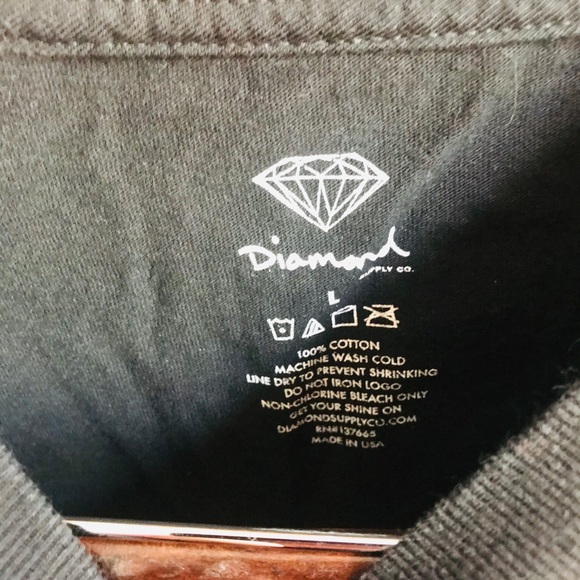 Diamond
SUPPLY CO.
L
100% COTTON
MACHINE WASH COLD
LINE DRY TO PREVENT SHRINKING
DO NOT IRON LOGO
NON-CHLORINE BLEACH ONLY
GET YOUR SHINE ON
DIAMONDSUPPLYCO.COM
RN#137665
MADE IN USA